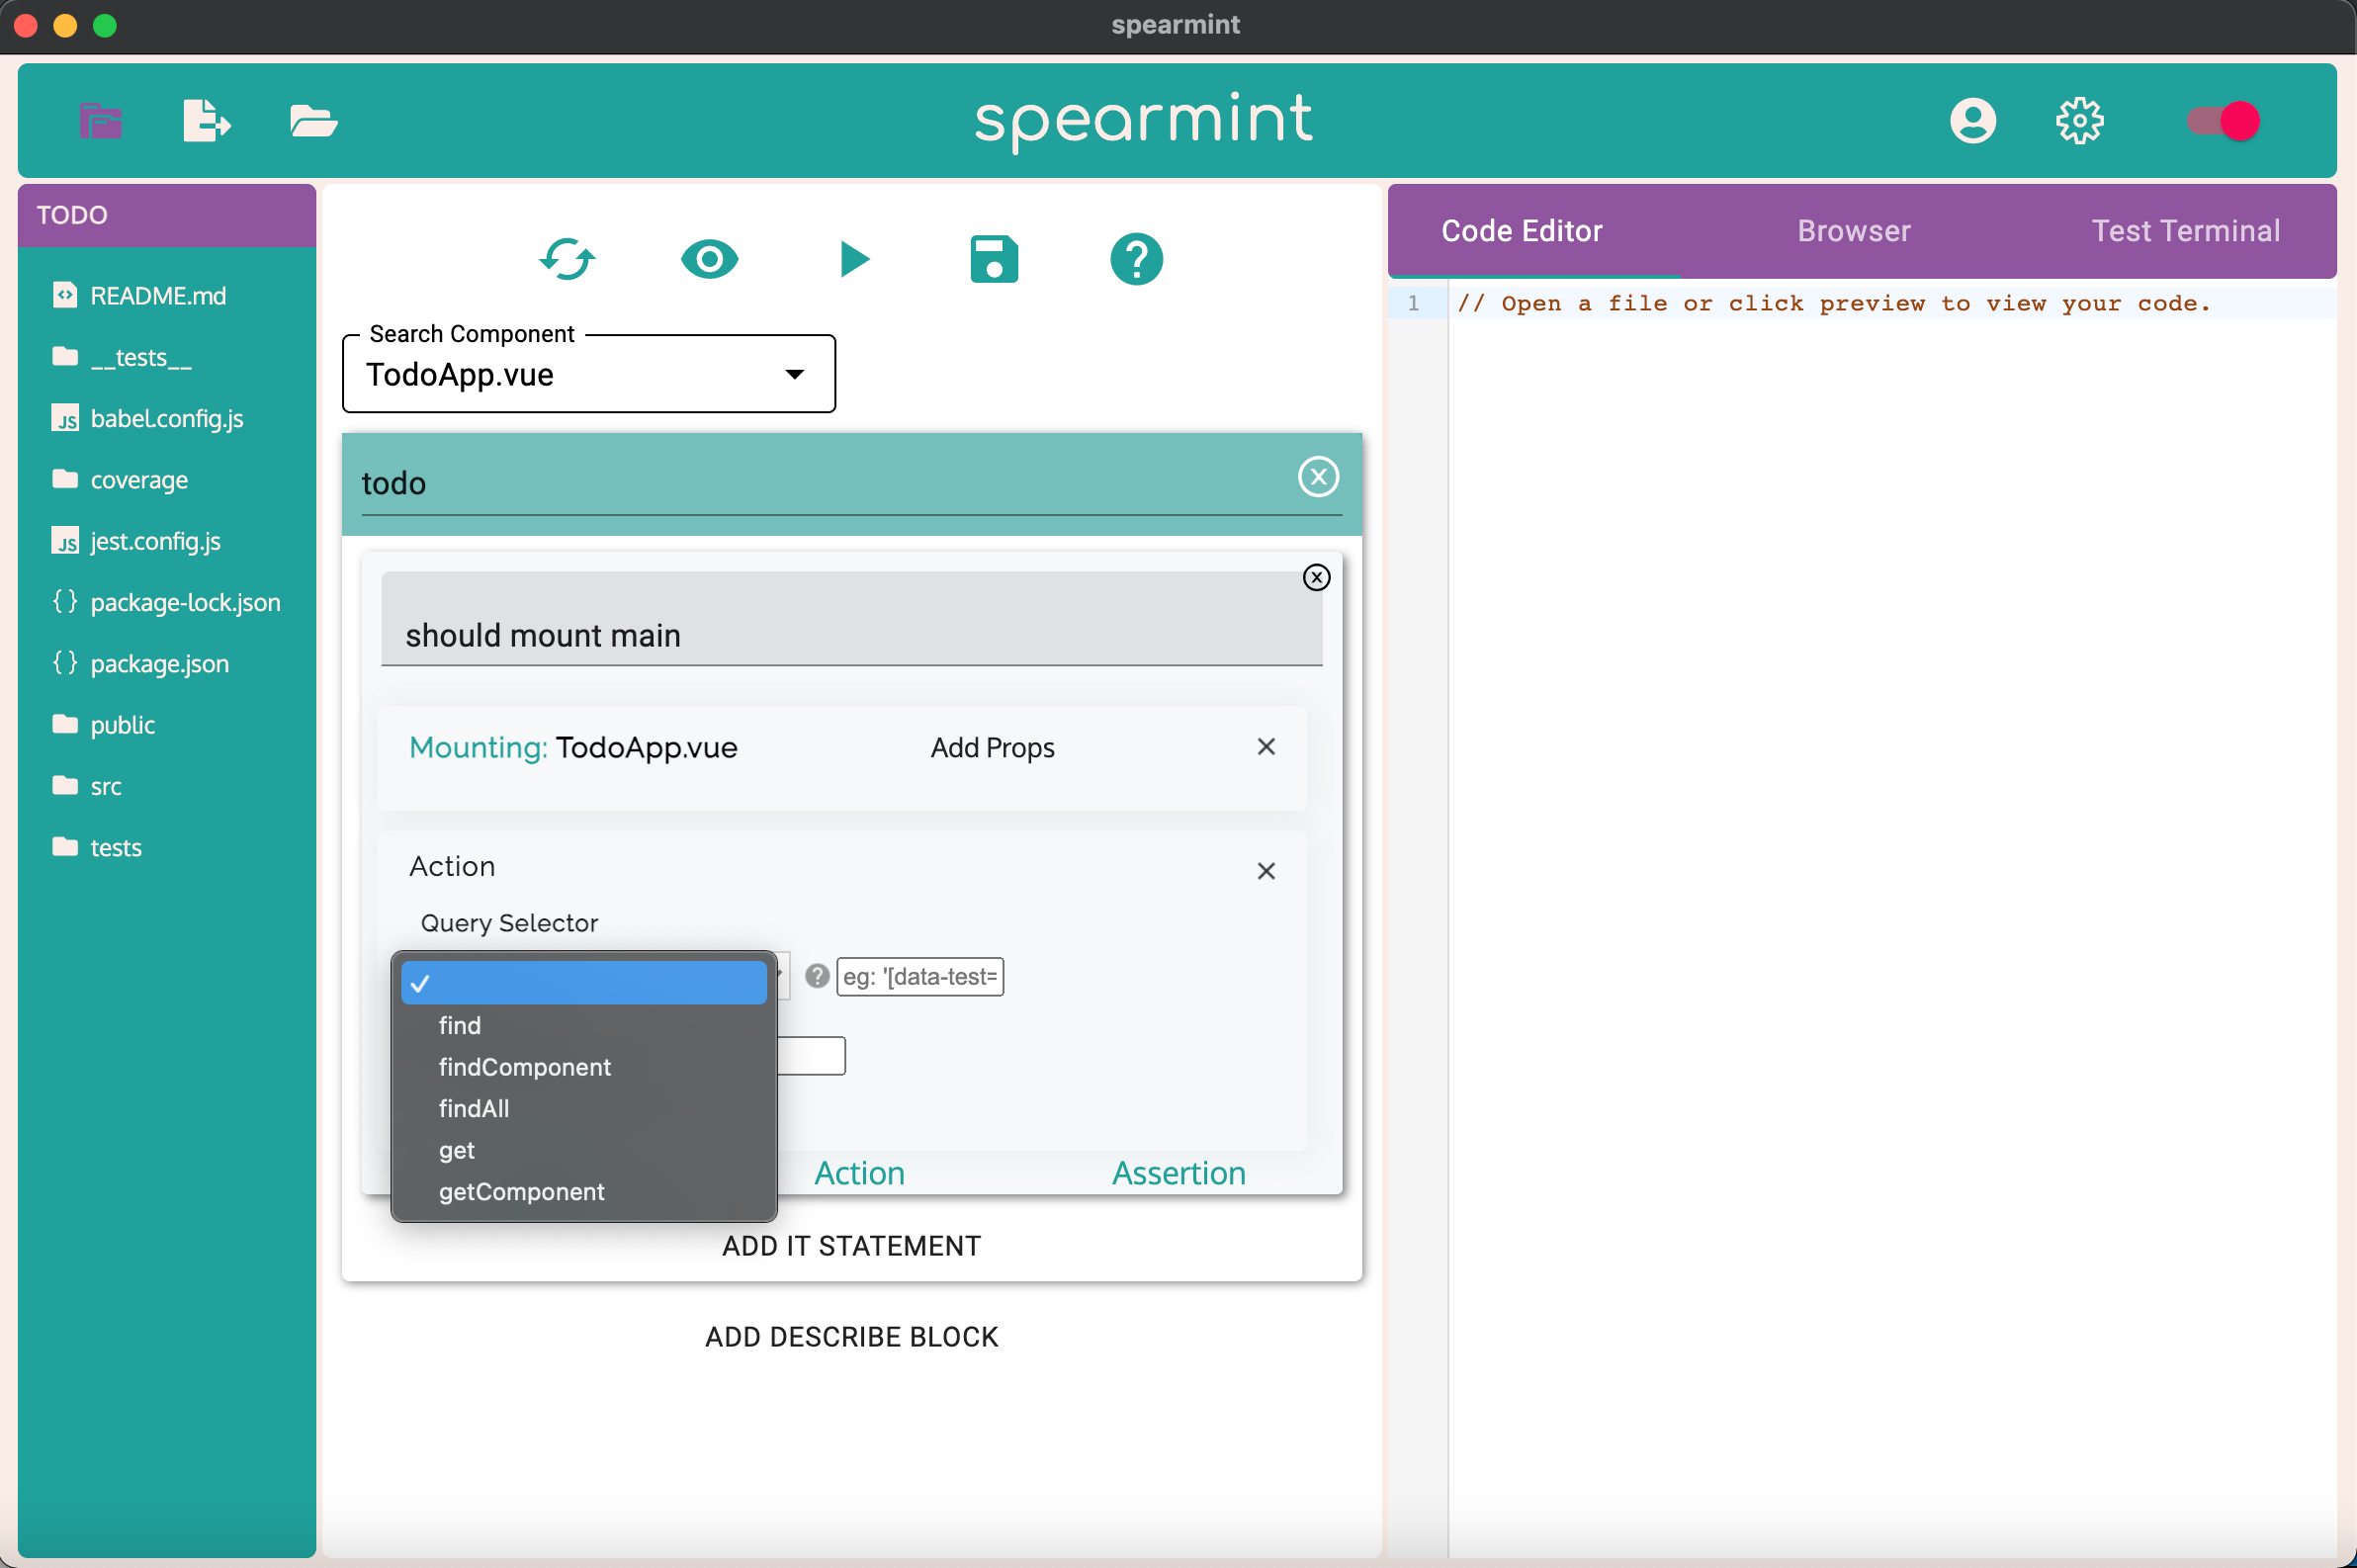 spearmint
spearmint
TODO
README.md
__tests__
babel.config.js
coverage
jest.config.js
package-lock.json
package.json
public
src
tests
Search Component
TodoApp.vue
todo
should mount main
Mounting: TodoApp.vue
Add Props
Action
Query Selector
eg: '[data-test=
find
findComponent
findAll
get
getComponent
Action
Assertion
ADD IT STATEMENT
ADD DESCRIBE BLOCK
Code Editor
Browser
Test Terminal
1
// Open a file or click preview to view your code.